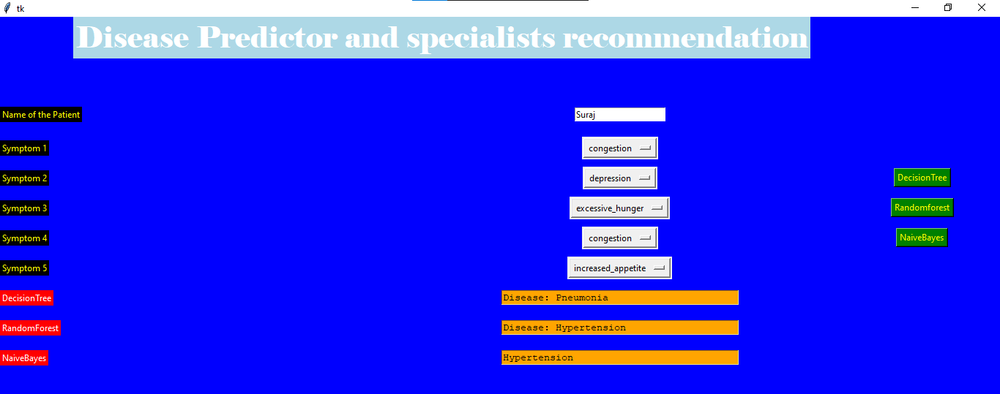 tk
Disease Predictor and specialists recommendation
Name of the Patient Suraj
Symptom 1 congestion
Symptom 2 depression DecisionTree
Symptom 3 excessive_hunger Randomforest
Symptom 4 congestion NaiveBayes
Symptom 5 increased_appetite
DecisionTree Disease: Pneumonia
RandomForest Disease: Hypertension
NaiveBayes Hypertension